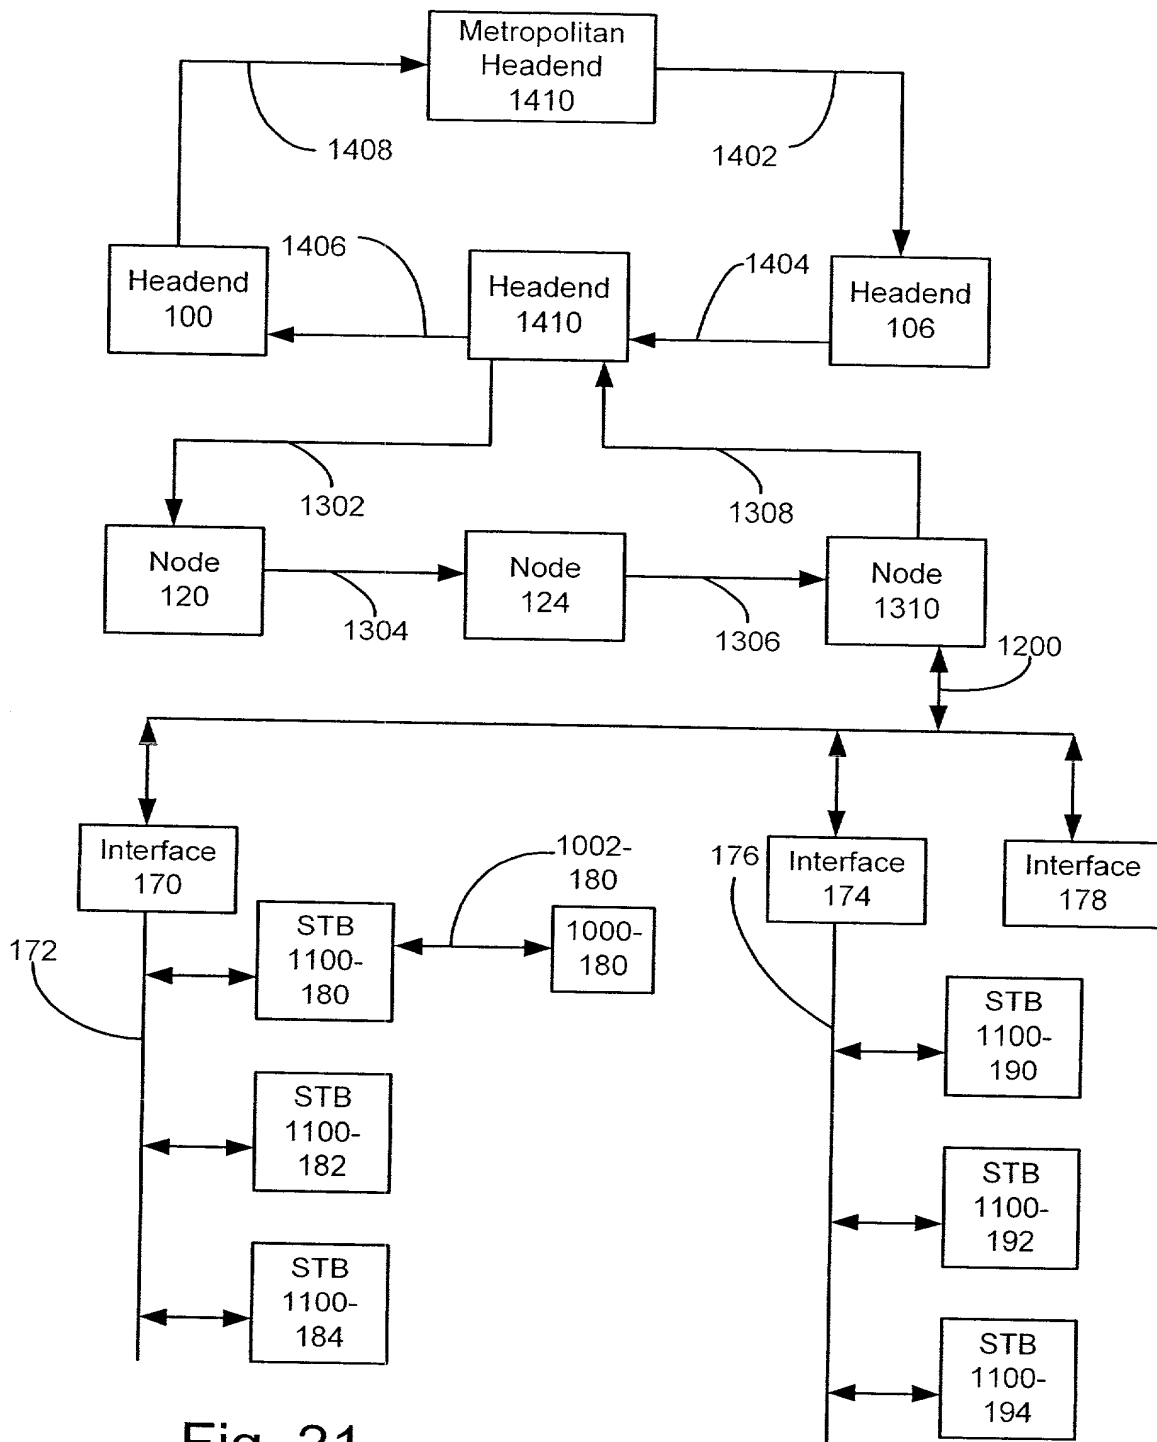 Metropolitan
Headend
1410
1408
1402
1406
1404
Headend
100
Headend
1410
Headend
106
1302
1308
Node
120
Node
124
Node
1310
1304
1306
1200
Interface
170
1002-
180
176
Interface
174
Interface
178
172
STB
1100-
180
1000-
180
STB
1100-
190
STB
1100-
182
STB
1100-
192
STB
1100-
184
STB
1100-
194
Fig. 21